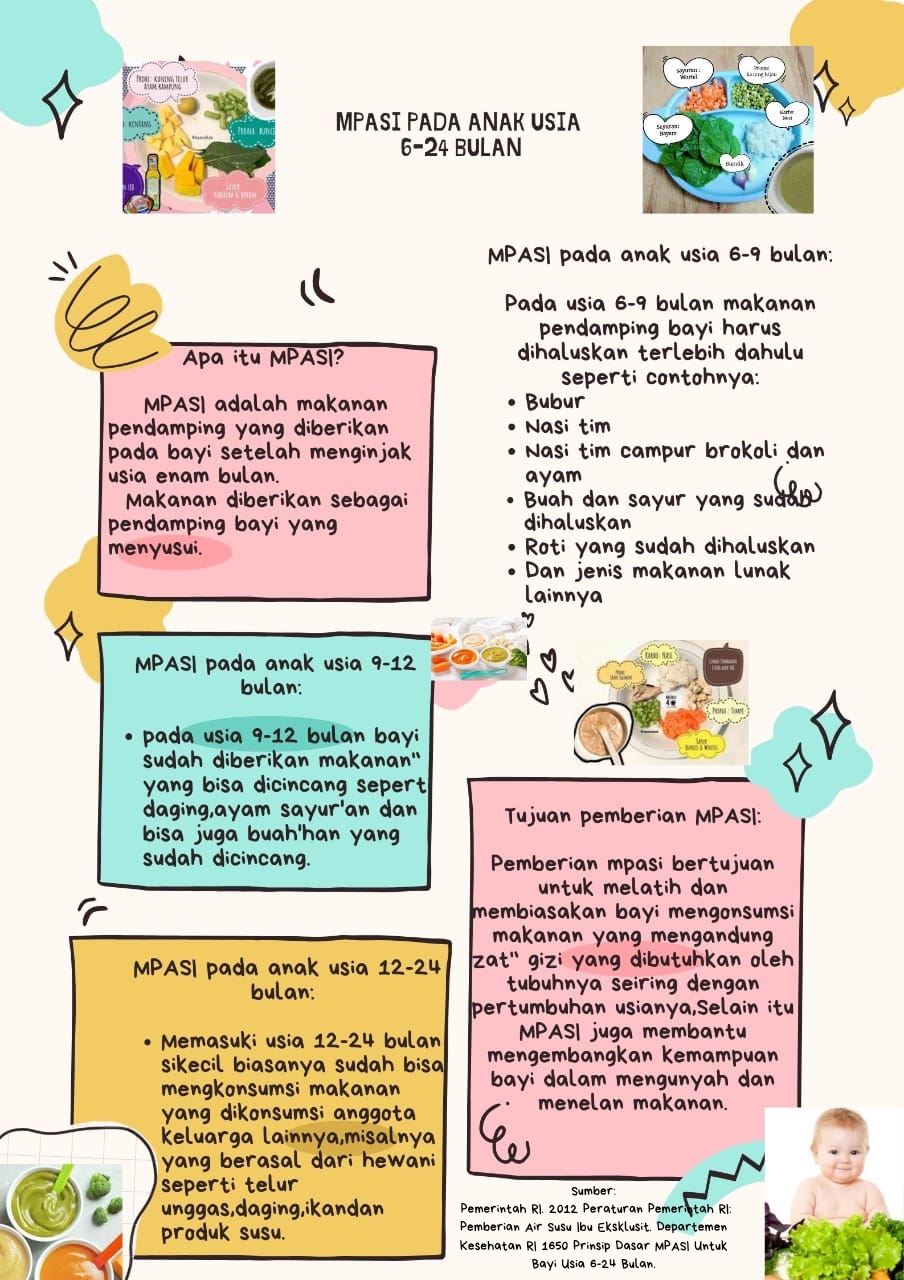 PROHE: KUNING TELUR
AYAM KAMPUNG
KENTANG
PRONA: BUNCI
SAYUR:
KABOCHA & BAYAM
MPASI PADA ANAK USIA
6-24 BULAN
Sayuran:
Wortel
Prona:
Kacang hijau
Karbo:
Nasi
Sayuran:
Bayam
Bumbik
MPASI pada anak usia 6-9 bulan:
Pada usia 6-9 bulan makanan
pendamping bayi harus
dihaluskan terlebih dahulu
seperti contohnya:
• Bubur
• Nasi tim
• Nasi tim campur brokoli dan
ayam
• Buah dan sayur yang sudah
dihaluskan
• Roti yang sudah dihaluskan
• Dan jenis makanan lunak
lainnya
Apa itu MPASI?
MPASI adalah makanan
pendamping yang diberikan
pada bayi setelah menginjak
usia enam bulan.
Makanan diberikan sebagai
pendamping bayi yang
menyusui.
MPASI pada anak usia 9-12
bulan:
• pada usia 9-12 bulan bayi
sudah diberikan makanan"
yang bisa dicincang sepert
daging,ayam sayur'an dan
bisa juga buah'han yang
sudah dicincang.
KARBO: NASI
PROHE:
IKAN SALMON
LEMAK TAMBAHAN:
PRONA: TEMPE
SAYUR:
BUNCIS & WORTEL
Tujuan pemberian MPASI:
Pemberian mpasi bertujuan
untuk melatih dan
membiasakan bayi mengonsumsi
makanan yang mengandung
zat" gizi yang dibutuhkan oleh
tubuhnya seiring dengan
pertumbuhan usianya,Selain itu
MPASI juga membantu
mengembangkan kemampuan
bayi dalam mengunyah dan
menelan makanan.
MPASI pada anak usia 12-24
bulan:
• Memasuki usia 12-24 bulan
sikecil biasanya sudah bisa
mengkonsumsi makanan
yang dikonsumsi anggota
keluarga lainnya,misalnya
yang berasal dari hewani
seperti telur
unggas,daging,ikandan
produk susu.
Sumber:
Pemerintah RI. 2012 Peraturan Pemerintah RI:
Pemberian Air Susu Ibu Eksklusit. Departemen
Kesehatan RI 1650 Prinsip Dasar MPASI Untuk
Bayi Usia 6-24 Bulan.